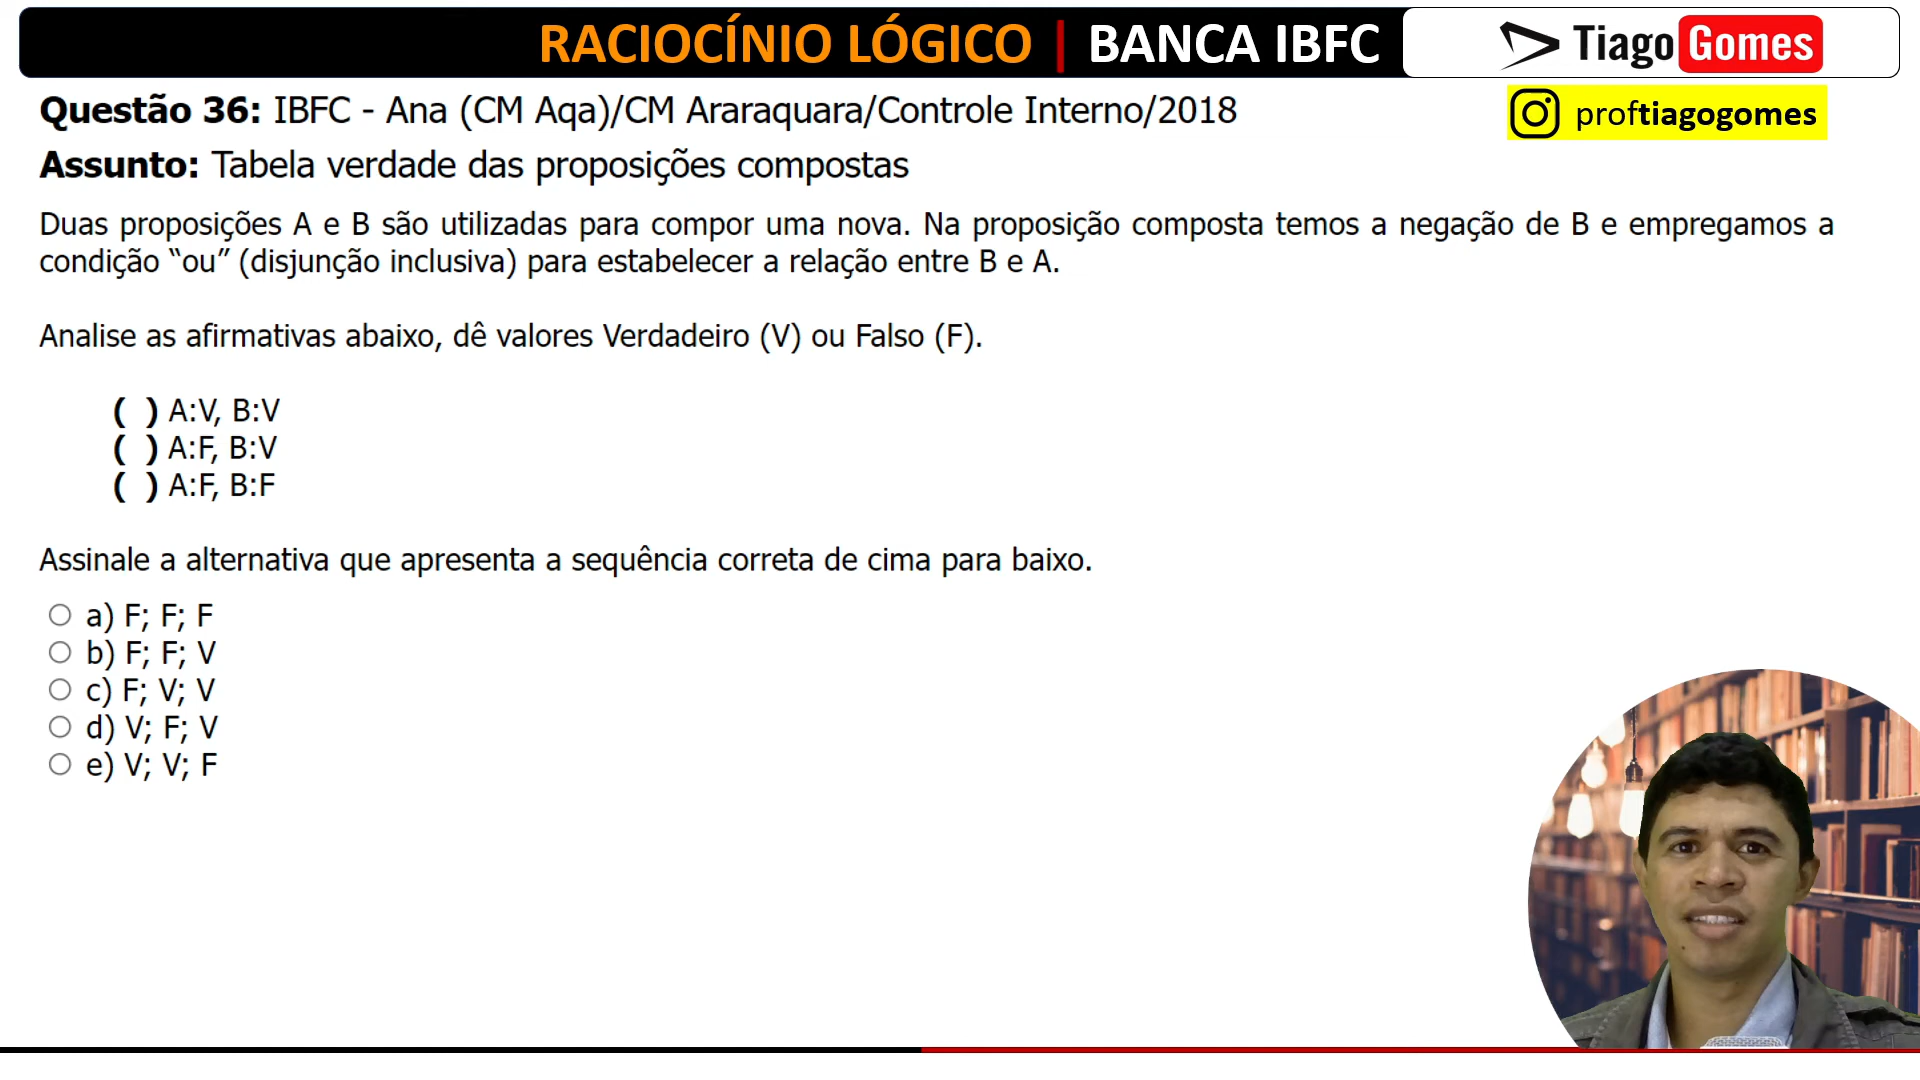 RACIOCÍNIO LÓGICO | BANCA IBFC
Tiago Gomes
Questão 36: IBFC - Ana (CM Aqa)/CM Araraquara/Controle Interno/2018
proftiagogomes
Assunto: Tabela verdade das proposições compostas
Duas proposições A e B são utilizadas para compor uma nova. Na proposição composta temos a negação de B e empregamos a
condição “ou” (disjunção inclusiva) para estabelecer a relação entre B e A.
Analise as afirmativas abaixo, dê valores Verdadeiro (V) ou Falso (F).
( ) A:V, B:V
( ) A:F, B:V
( ) A:F, B:F
Assinale a alternativa que apresenta a sequência correta de cima para baixo.
a) F; F; F
b) F; F; V
c) F; V; V
d) V; F; V
e) V; V; F